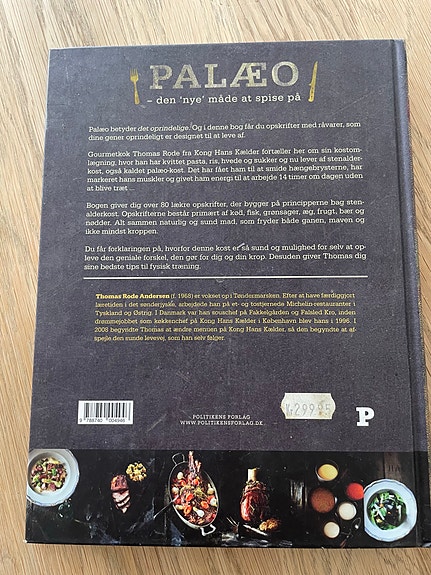 PALÆO
– den 'nye' måde at spise på
Palæo betyder det oprindelige. Og i denne bog får du opskrifter med råvarer, som
dine gener oprindeligt er designet til at leve af.
Gourmetkok Thomas Rode fra Kong Hans Kælder fortæller her om sin kostom-
lægning, hvor han har kvittet pasta, ris, hvede og sukker og nu lever af stenalder-
kost, også kaldet palæo-kost. Det har fået ham til at smide hængebrysterne, har
markeret hans muskler og givet ham energi til at arbejde 14 timer om dagen uden
at blive træt ...
Bogen giver dig over 80 lækre opskrifter, der bygger på principperne bag sten-
alderkost. Opskrifterne består primært af kød, fisk, grønsager, æg, frugt, bær og
nødder. Alt sammen naturlig og sund mad, som fryder både ganen, maven og
ikke mindst kroppen.
Du får forklaringen på, hvorfor denne kost er så sund og mulighed for selv at op-
leve den geniale forskel, den gør for dig og din krop. Desuden giver Thomas dig
sine bedste tips til fysisk træning.
Thomas Rode Andersen (f. 1968) er vokset op i Tøndermarsken. Efter at have færdiggjort
læretiden i det sønderjyske, arbejdede han på et- og tostjernede Michelin-restauranter i
Tyskland og Østrig. I Danmark var han souschef på Fakkelgården og Falsled Kro, inden
drømmejobbet som køkkenchef på Kong Hans Kælder i København blev hans i 1996. I
2008 begyndte Thomas at ændre menuen på Kong Hans Kælder, så den begyndte at af-
spejle den sunde levevej, som han selv følger.
299.95
9 788740 004946
POLITIKENS FORLAG
WWW.POLITIKENSFORLAG.DK
P